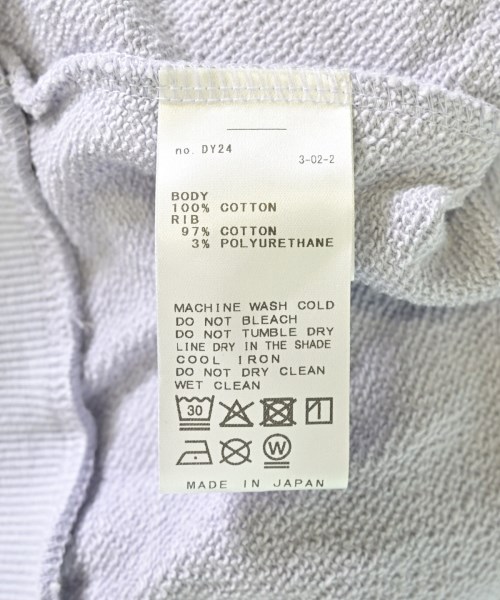 no. DY24
3-02-2
BODY
100% COTTON
RIB
97% COTTON
3% POLYURETHANE
MACHINE WASH COLD
DO NOT BLEACH
DO NOT TUMBLE DRY
LINE DRY IN THE SHADE
COOL IRON
DO NOT DRY CLEAN
WET CLEAN
30
W
MADE IN JAPAN